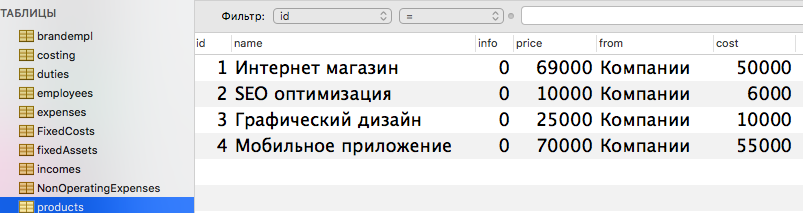 ТАБЛИЦЫ
brandempl
costing
duties
employees
expenses
FixedCosts
fixedAssets
incomes
NonOperatingExpenses
products
Фильтр: id =
id name info price from cost
1 Интернет магазин 0 69000 Компании 50000
2 SEO оптимизация 0 10000 Компании 6000
3 Графический дизайн 0 25000 Компании 10000
4 Мобильное приложение 0 70000 Компании 55000